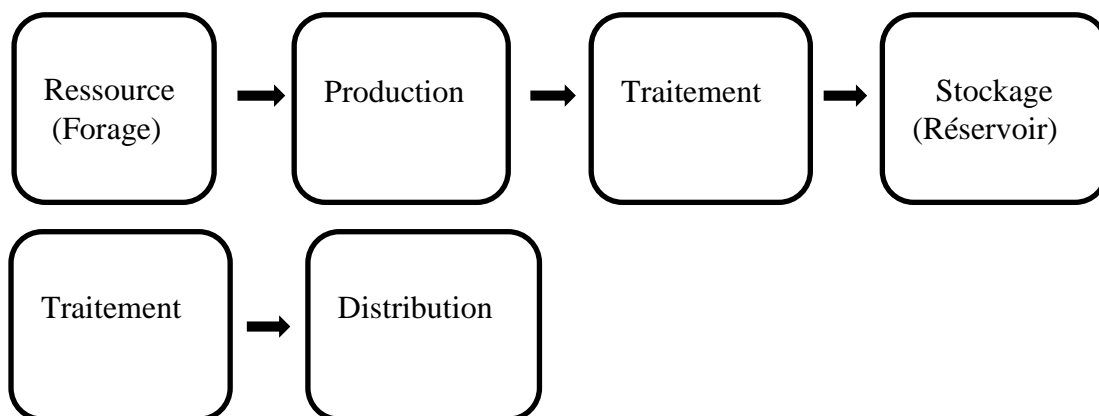 Ressource
(Forage)
Production
Traitement
Stockage
(Réservoir)
Traitement
Distribution